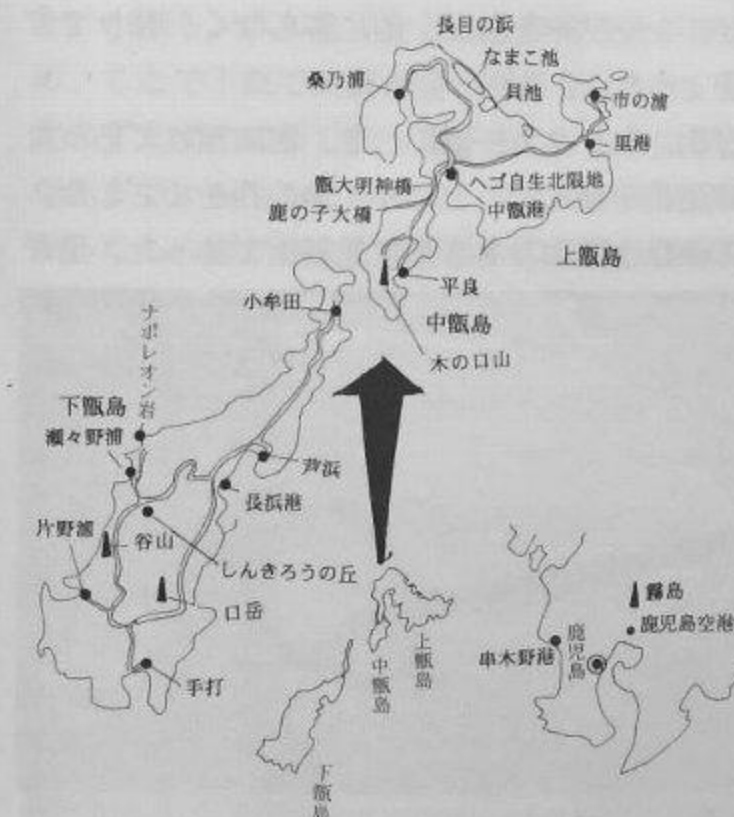 長目の浜
なまこ池
貝池
桑乃浦
市の浦
里港
甑大明神橋
ヘゴ自生北限地
鹿の子大橋
中甑港
上甑島
平良
小牟田
中甑島
木の口山
ナポレオン岩
下甑島
瀬々野浦
芦浜
長浜港
片野浦
谷山
しんきろうの丘
口岳
手打
上甑島
中甑島
下甑島
霧島
鹿児島空港
鹿児島
串木野港